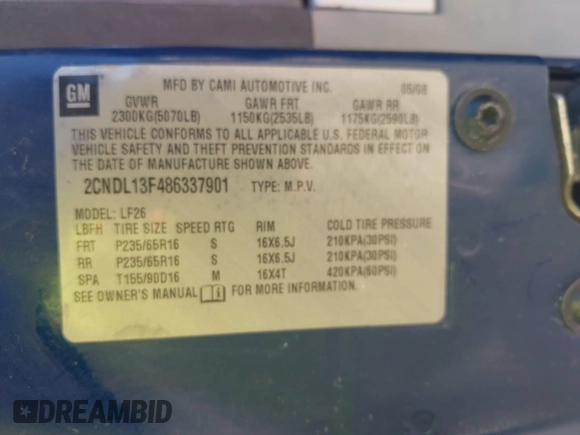 GM
MFD BY CAMI AUTOMOTIVE INC. 05/08
GVWR GAWR FRT GAWR RR
2300KG(5070LB) 1150KG(2535LB) 1175KG(2590LB)
THIS VEHICLE CONFORMS TO ALL APPLICABLE U.S. FEDERAL MOTOR
VEHICLE SAFETY AND THEFT PREVENTION STANDARDS IN EFFECT ON
THE DATE OF MANUFACTURE SHOWN ABOVE.
2CNDL13F486337901 TYPE: M.P.V.
MODEL: LF26
LBFH TIRE SIZE SPEED RTG RIM COLD TIRE PRESSURE
FRT P235/65R16 S 16X6.5J 210KPA(30PSI)
RR P235/65R16 S 16X6.5J 210KPA(30PSI)
SPA T155/90D16 M 16X4T 420KPA(60PSI)
SEE OWNER'S MANUAL FOR MORE INFORMATION.
DREAMBID